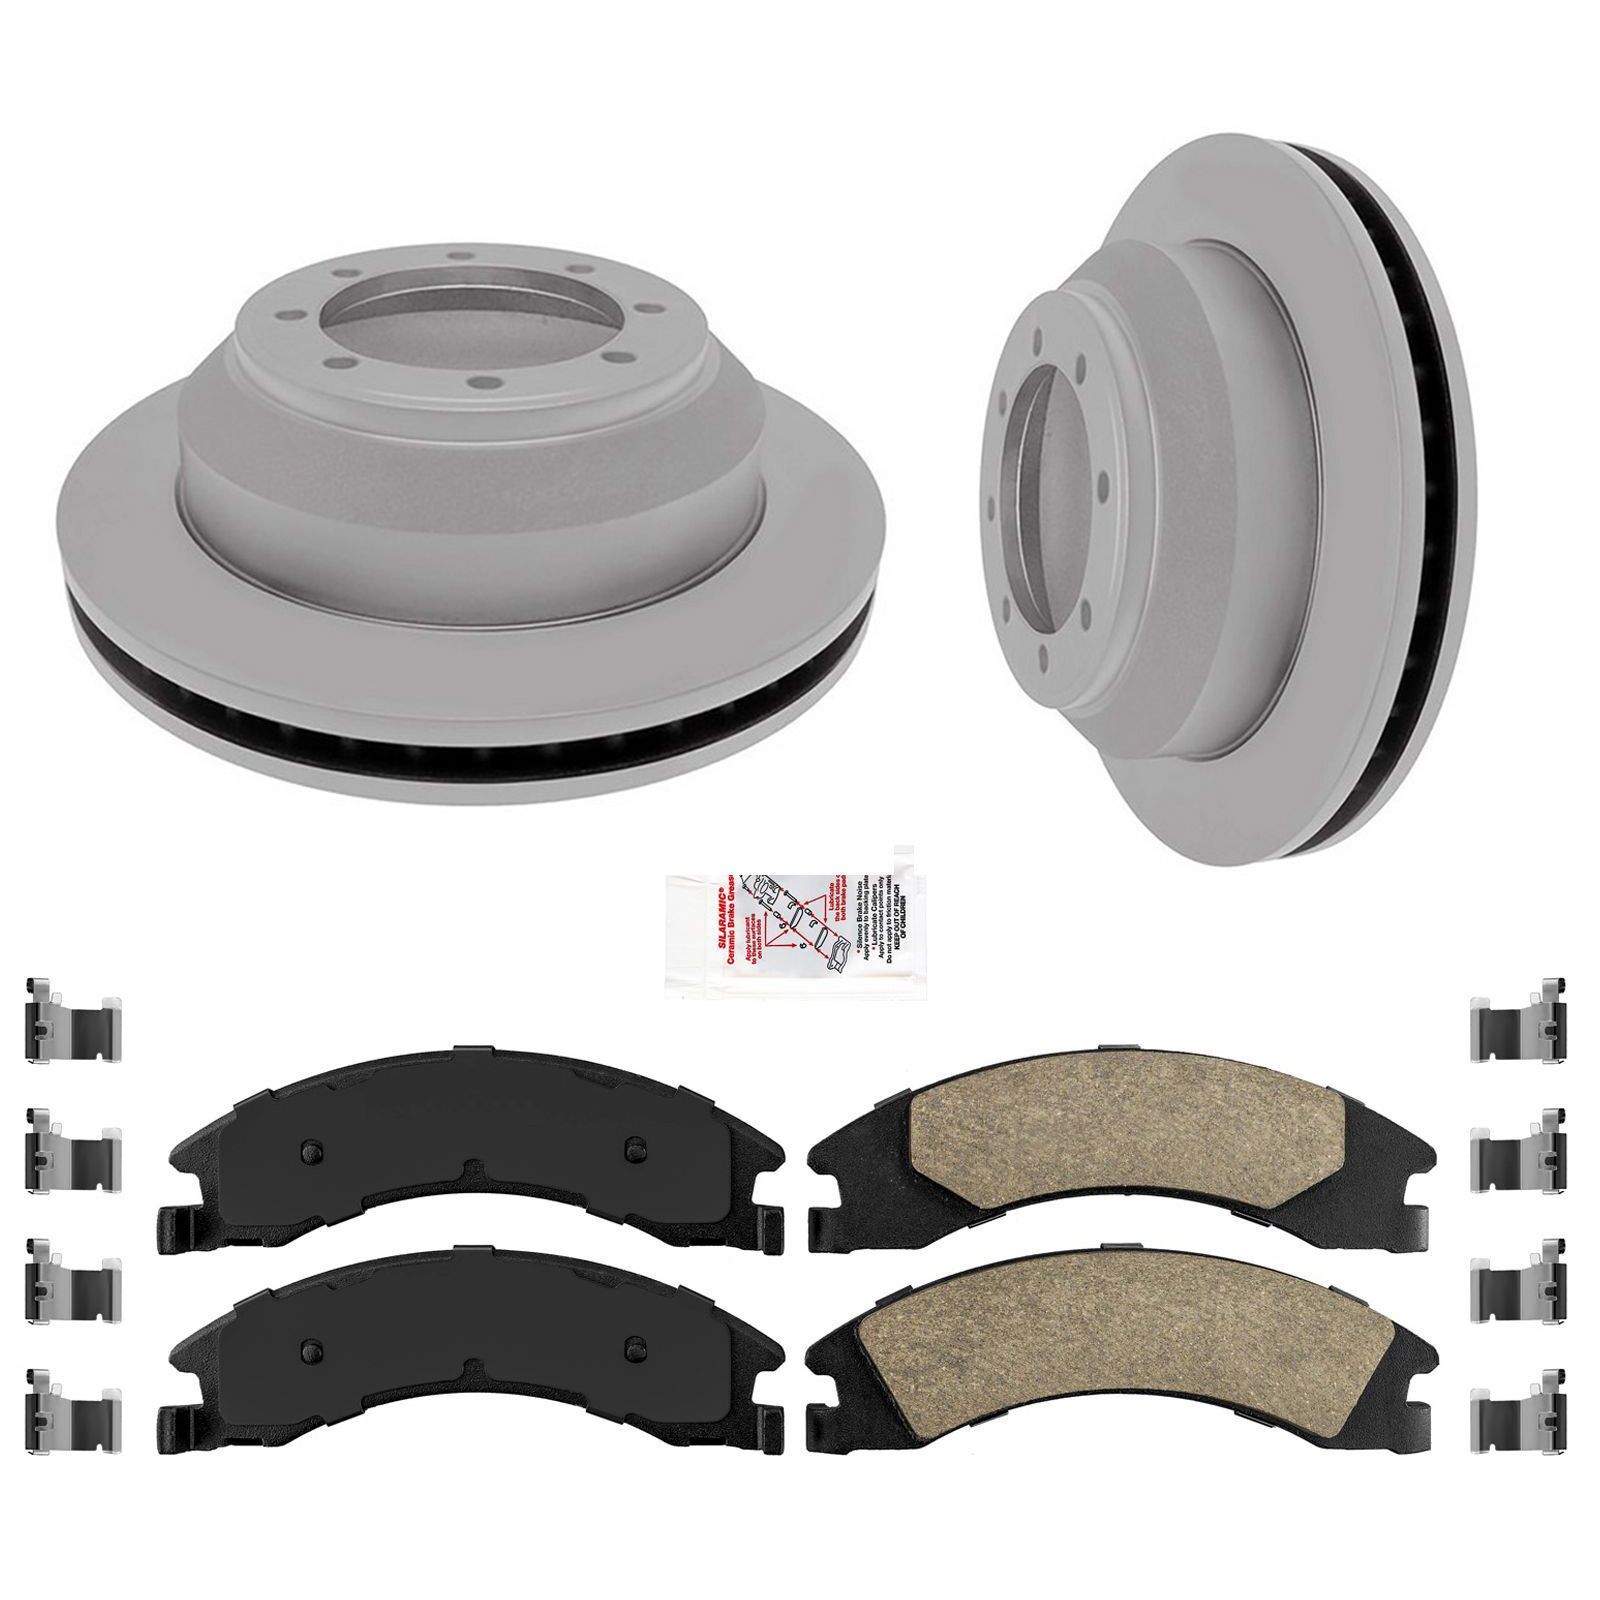 SILARAMIC®
Ceramic Brake Grease
Apply lubricant
to these surfaces
on both sides
Lubricate
the back sides
both brake pad
* Silence Brake Noise
Apply evenly to backing plate
* Lubricate Calipers
Apply to contact points only
Do not apply to friction material
KEEP OUT OF REACH
OF CHILDREN